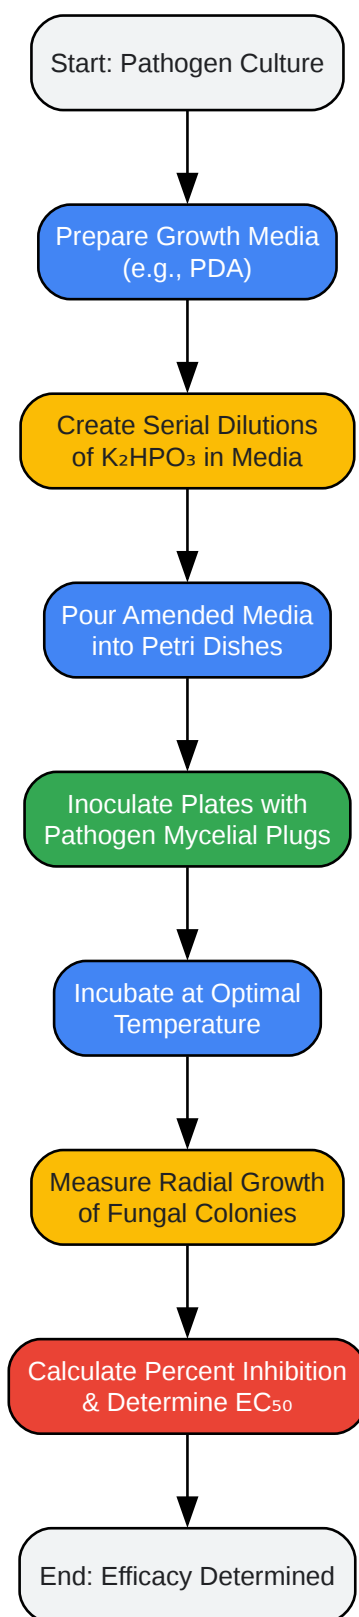 Start: Pathogen Culture
Prepare Growth Media
(e.g., PDA)
Create Serial Dilutions
of K₂HPO₃ in Media
Pour Amended Media
into Petri Dishes
Inoculate Plates with
Pathogen Mycelial Plugs
Incubate at Optimal
Temperature
Measure Radial Growth
of Fungal Colonies
Calculate Percent Inhibition
& Determine EC₅₀
End: Efficacy Determined